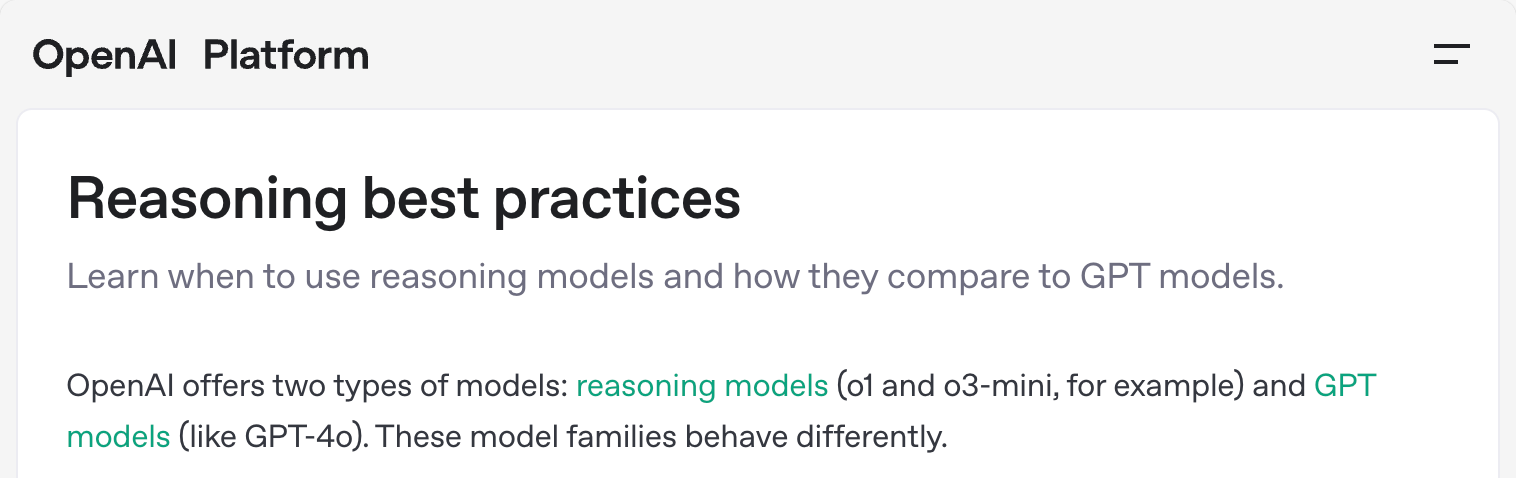 OpenAI Platform
Reasoning best practices
Learn when to use reasoning models and how they compare to GPT models.
OpenAI offers two types of models: reasoning models (o1 and o3-mini, for example) and GPT
models (like GPT-4o). These model families behave differently.